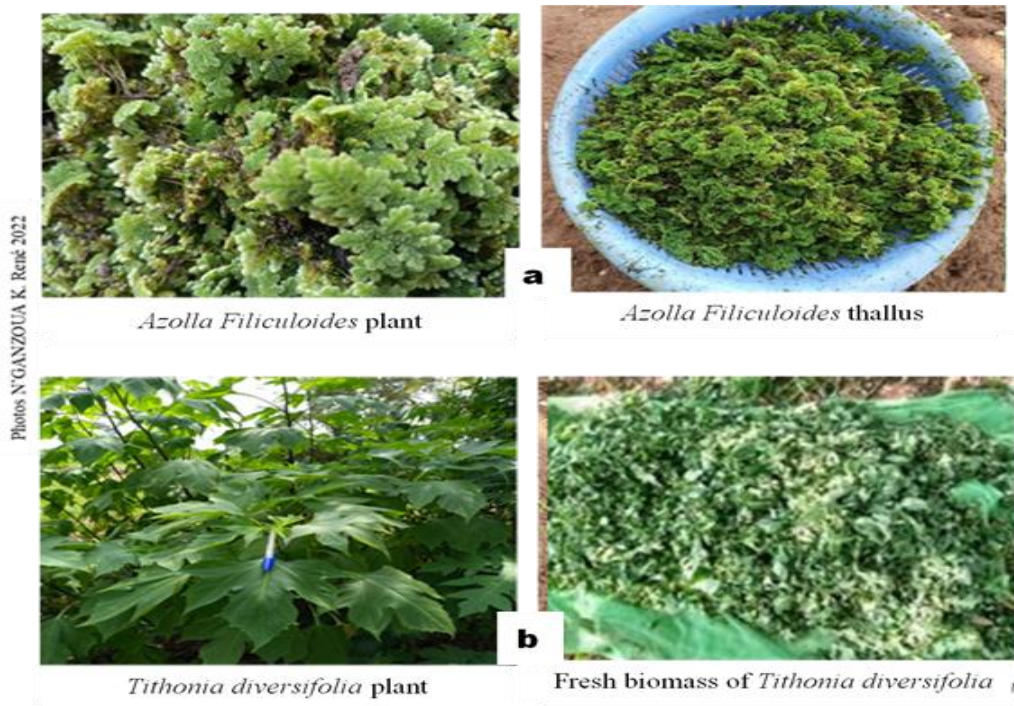 Photos N'GANZOUA K. René 2022
a
Azolla Filiculoides plant
Azolla Filiculoides thallus
b
Tithonia diversifolia plant
Fresh biomass of Tithonia diversifolia